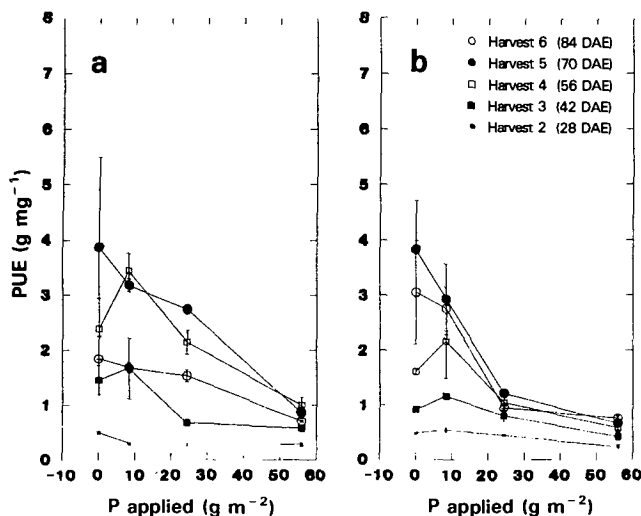 8
7
6
5
4
3
2
1
0
PUE (g mg⁻¹)
a
-10 0 10 20 30 40 50 60
P applied (g m⁻²)
8
7
6
5
4
3
2
1
0
b
Harvest 6 (84 DAE)
Harvest 5 (70 DAE)
Harvest 4 (56 DAE)
Harvest 3 (42 DAE)
Harvest 2 (28 DAE)
-10 0 10 20 30 40 50 60
P applied (g m⁻²)